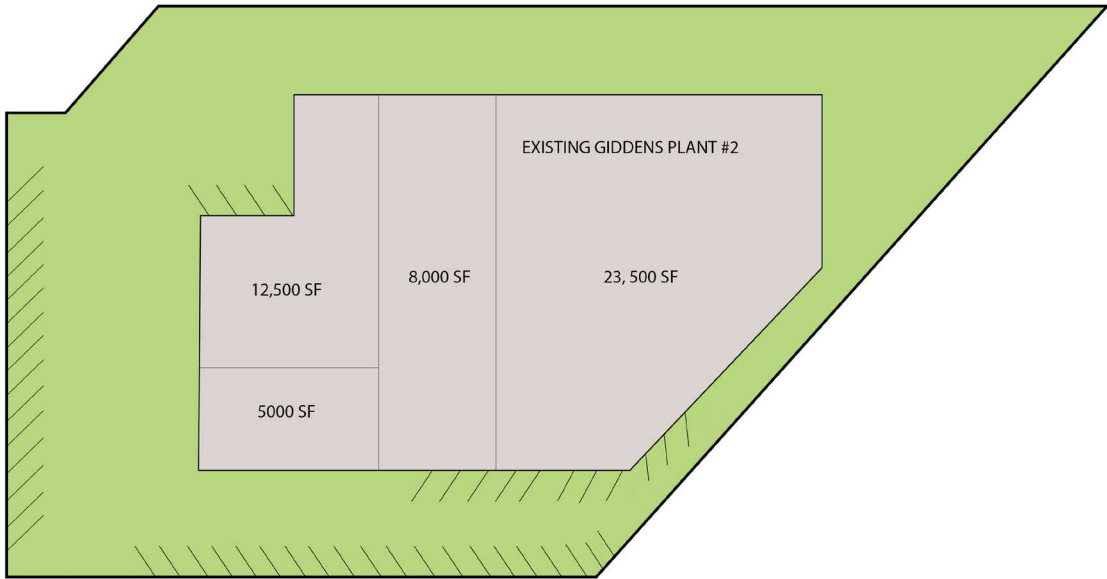 EXISTING GIDDENS PLANT #2
12,500 SF
8,000 SF
23, 500 SF
5000 SF